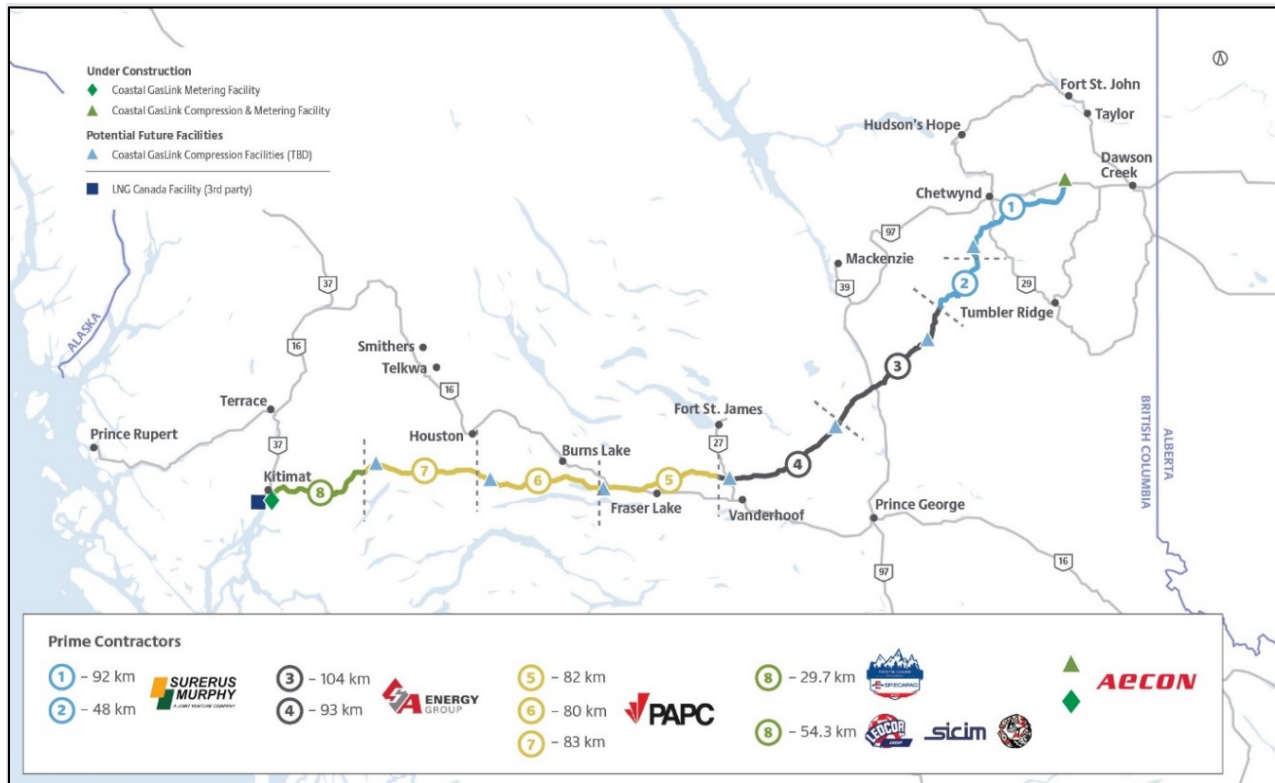 Under Construction
Coastal GasLink Metering Facility
Coastal GasLink Compression & Metering Facility
Potential Future Facilities
Coastal GasLink Compression Facilities (TBD)
LNG Canada Facility (3rd party)
Fort St. John
Taylor
Hudson's Hope
Dawson
Creek
Chetwynd
1
97
Mackenzie
2
29
39
Tumbler Ridge
37
ALASKA
16
Smithers
Telkwa
3
16
Terrace
Fort St. James
BRITISH COLUMBIA
ALBERTA
Prince Rupert
37
Houston
27
Burns Lake
4
Kitimat
7
6
5
8
Fraser Lake
Vanderhoof
Prince George
16
97
Prime Contractors
1 – 92 km
2 – 48 km
SURERUS
MURPHY
A JOINT VENTURE COMPANY
3 – 104 km
4 – 93 km
SA ENERGY
GROUP
5 – 82 km
6 – 80 km
7 – 83 km
PAPC
8 – 29.7 km
SPIECAPAG
8 – 54.3 km
LEDCOR
GROUP
sicim
AECON